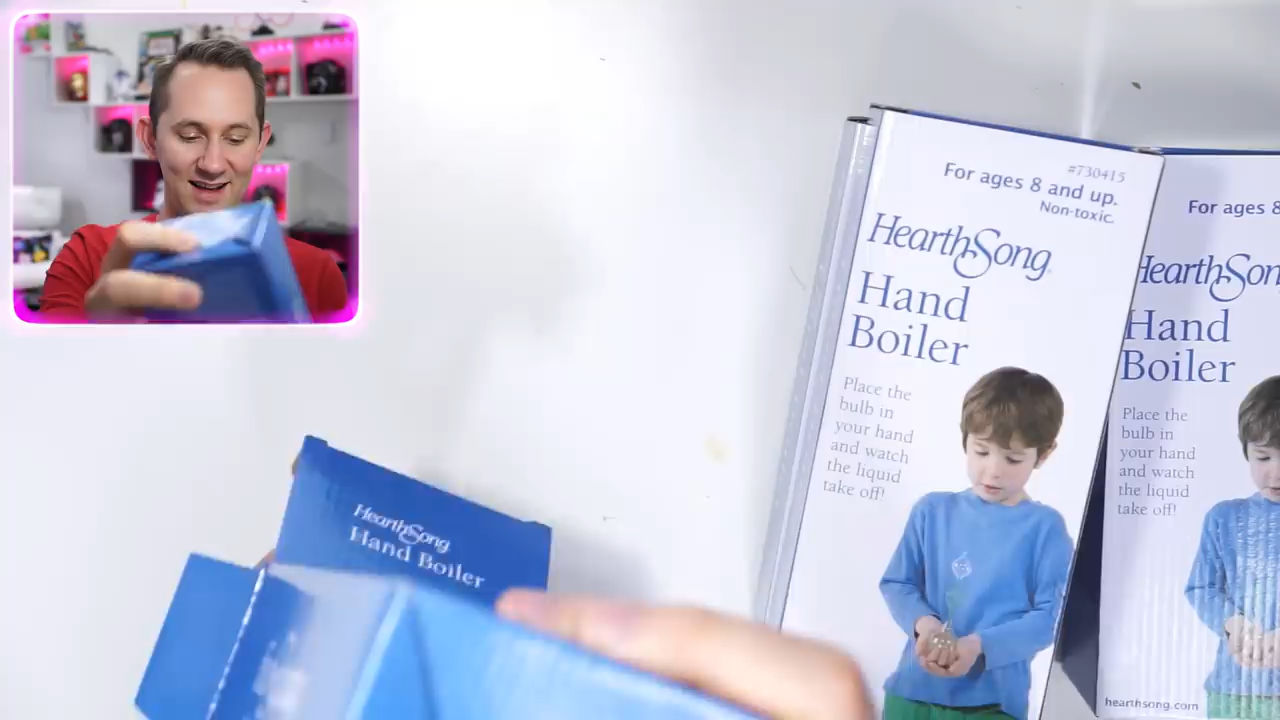 #730415
For ages 8 and up.
Non-toxic.
HearthSong
Hand
Boiler
Place the
bulb in
your hand
and watch
the liquid
take off!
For ages 8
HearthSon
Hand
Boiler
Place the
bulb in
your hand
and watch
the liquid
take off!
hearthsong.com
HearthSong
Hand Boiler